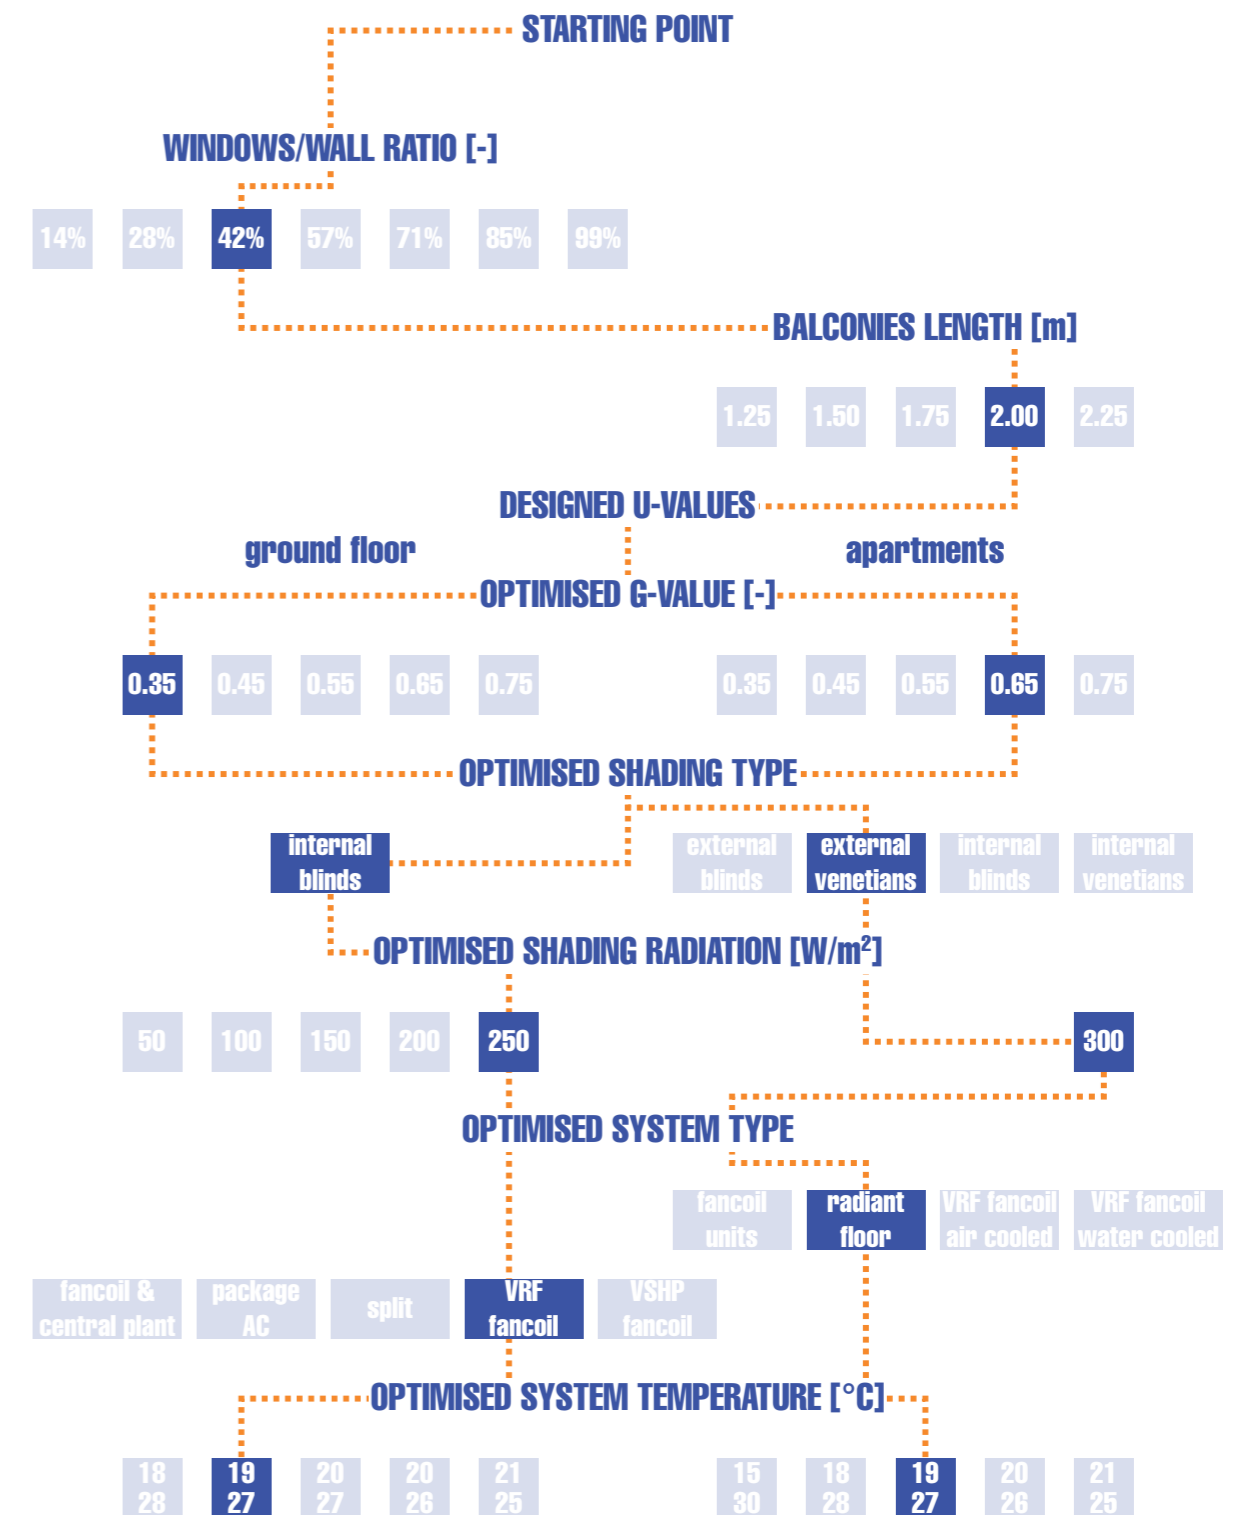 STARTING POINT
WINDOWS/WALL RATIO [-]
14% 28% 42% 57% 71% 85% 99%
BALCONIES LENGTH [m]
1.25 1.50 1.75 2.00 2.25
DESIGNED U-VALUES
ground floor apartments
OPTIMISED G-VALUE [-]
0.35 0.45 0.55 0.65 0.75 0.35 0.45 0.55 0.65 0.75
OPTIMISED SHADING TYPE
internal external external internal internal
blinds blinds venetians blinds venetians
OPTIMISED SHADING RADIATION [W/m²]
50 100 150 200 250 300
OPTIMISED SYSTEM TYPE
fancoil radiant VRF fancoil VRF fancoil
units floor air cooled water cooled
fancoil & package split VRF VSHP
central plant AC fancoil fancoil
OPTIMISED SYSTEM TEMPERATURE [°C]
18 19 20 20 21 15 18 19 20 21
28 27 27 26 25 30 28 27 26 25